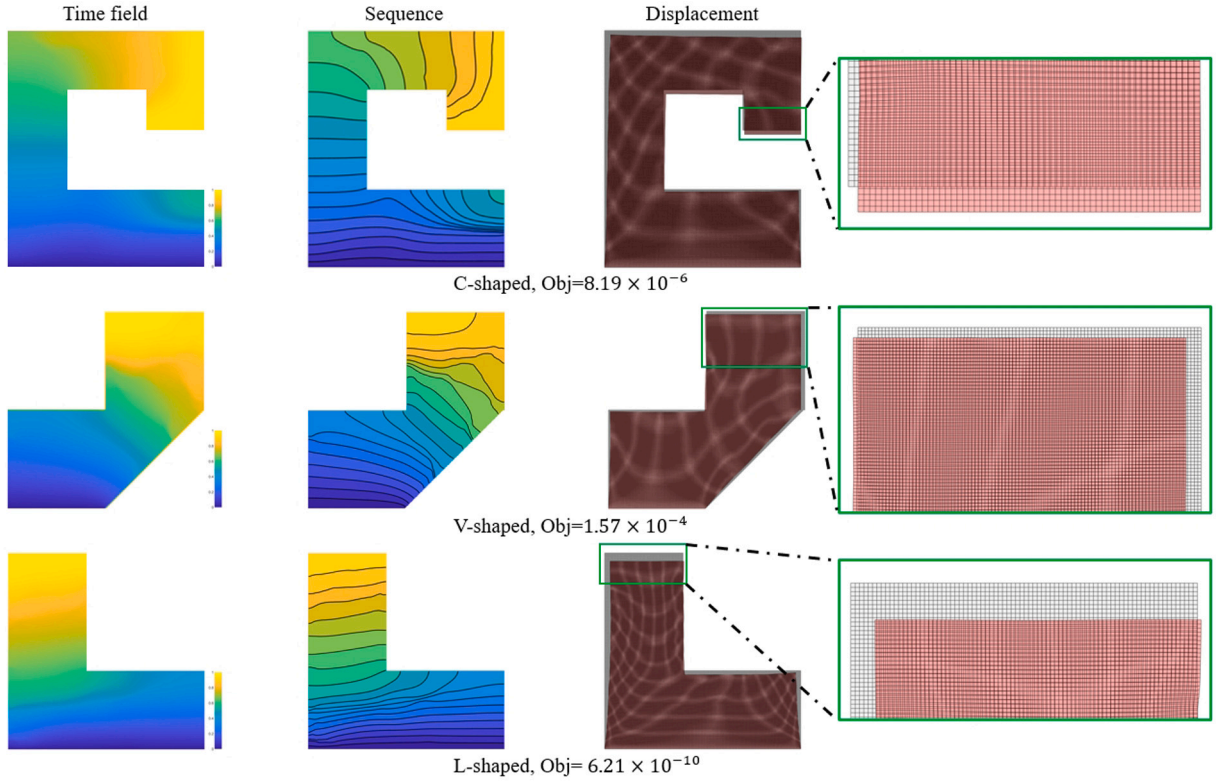 Time field
Sequence
Displacement
C-shaped, Obj=8.19 × 10⁻⁶
V-shaped, Obj=1.57 × 10⁻⁴
L-shaped, Obj= 6.21 × 10⁻¹⁰